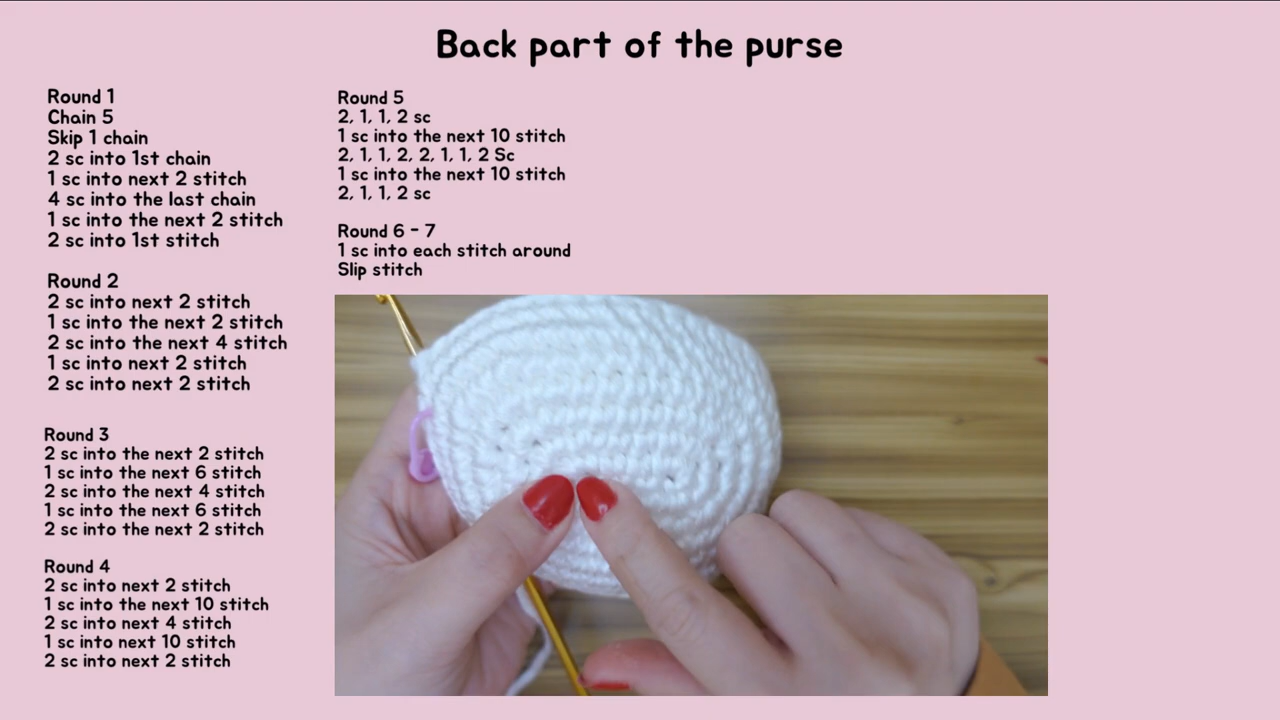 Back part of the purse
Round 1
Chain 5
Skip 1 chain
2 sc into 1st chain
1 sc into next 2 stitch
4 sc into the last chain
1 sc into the next 2 stitch
2 sc into 1st stitch
Round 2
2 sc into next 2 stitch
1 sc into the next 2 stitch
2 sc into the next 4 stitch
1 sc into next 2 stitch
2 sc into next 2 stitch
Round 3
2 sc into the next 2 stitch
1 sc into the next 6 stitch
2 sc into the next 4 stitch
1 sc into the next 6 stitch
2 sc into the next 2 stitch
Round 4
2 sc into next 2 stitch
1 sc into the next 10 stitch
2 sc into next 4 stitch
1 sc into next 10 stitch
2 sc into next 2 stitch
Round 5
2, 1, 1, 2 sc
1 sc into the next 10 stitch
2, 1, 1, 2, 2, 1, 1, 2 Sc
1 sc into the next 10 stitch
2, 1, 1, 2 sc
Round 6 - 7
1 sc into each stitch around
Slip stitch